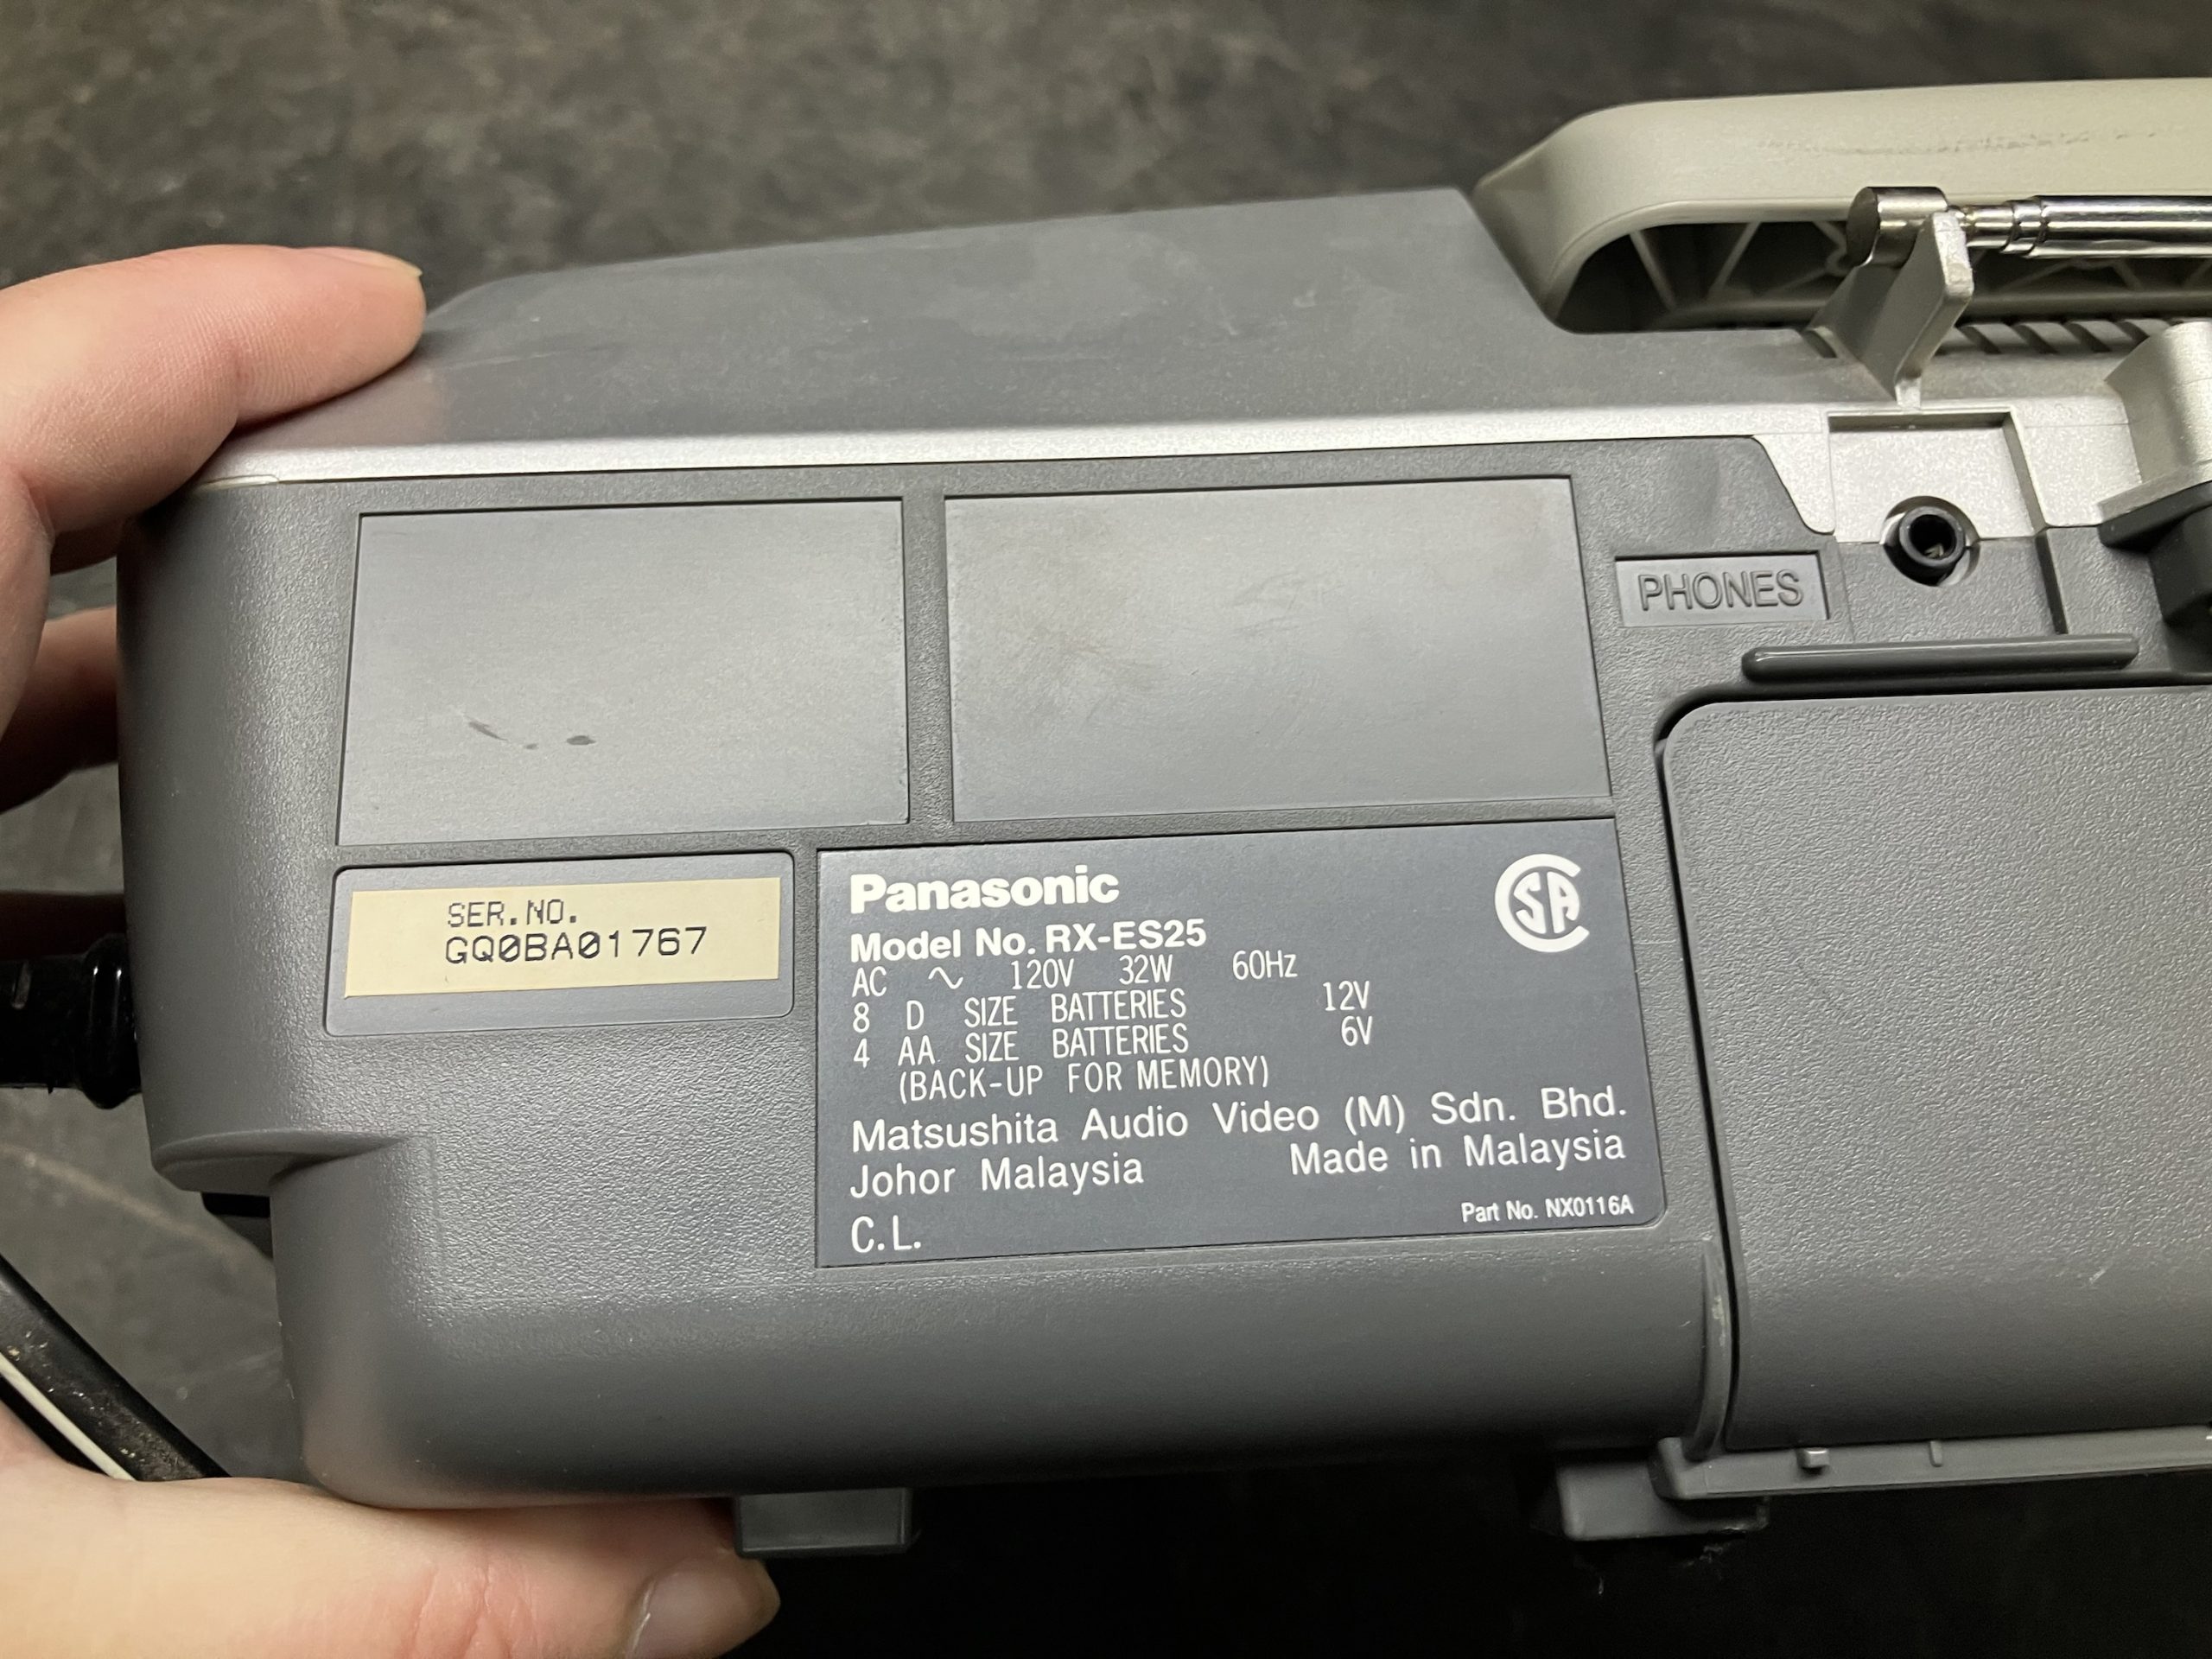 PHONES
SER.NO.
GQ0BA01767
Panasonic
Model No. RX-ES25
AC ∿ 120V 32W 60Hz
8 D SIZE BATTERIES 12V
4 AA SIZE BATTERIES 6V
(BACK-UP FOR MEMORY)
Matsushita Audio Video (M) Sdn. Bhd.
Johor Malaysia Made in Malaysia
Part No. NX0116A
C.L.
SA